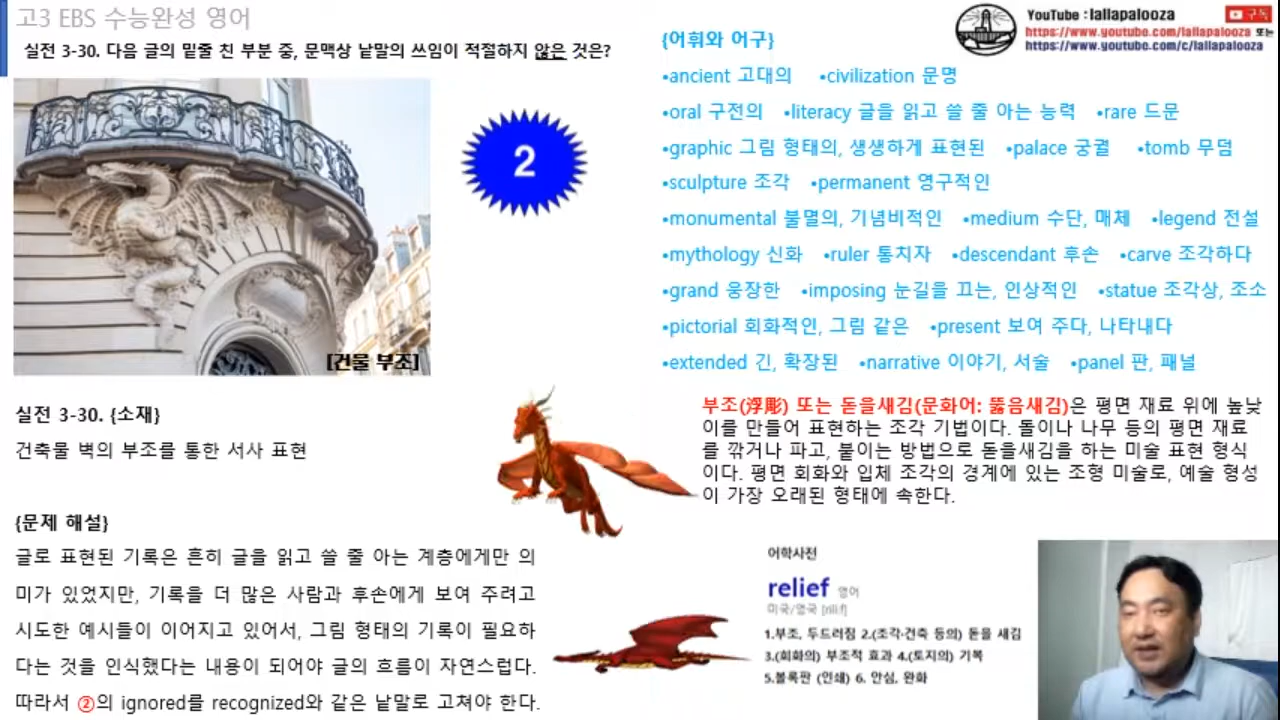 고3 EBS 수능완성 영어
실전 3-30. 다음 글의 밑줄 친 부분 중, 문맥상 낱말의 쓰임이 적절하지 않은 것은?
[건물 부조]
2
실전 3-30. {소재}
건축물 벽의 부조를 통한 서사 표현
{문제 해설}
글로 표현된 기록은 흔히 글을 읽고 쓸 줄 아는 계층에게만 의
미가 있었지만, 기록을 더 많은 사람과 후손에게 보여 주려고
시도한 예시들이 이어지고 있어서, 그림 형태의 기록이 필요하
다는 것을 인식했다는 내용이 되어야 글의 흐름이 자연스럽다.
따라서 ②의 ignored를 recognized와 같은 낱말로 고쳐야 한다.
YouTube : lallapalooza
구독
https://www.youtube.com/lallapalooza 또는
https://www.youtube.com/c/lallapalooza
{어휘와 어구}
•ancient 고대의 •civilization 문명
•oral 구전의 •literacy 글을 읽고 쓸 줄 아는 능력 •rare 드문
•graphic 그림 형태의, 생생하게 표현된 •palace 궁궐 •tomb 무덤
•sculpture 조각 •permanent 영구적인
•monumental 불멸의, 기념비적인 •medium 수단, 매체 •legend 전설
•mythology 신화 •ruler 통치자 •descendant 후손 •carve 조각하다
•grand 웅장한 •imposing 눈길을 끄는, 인상적인 •statue 조각상, 조소
•pictorial 회화적인, 그림 같은 •present 보여 주다, 나타내다
•extended 긴, 확장된 •narrative 이야기, 서술 •panel 판, 패널
부조(浮彫) 또는 돋을새김(문화어: 뚫음새김)은 평면 재료 위에 높낮
이를 만들어 표현하는 조각 기법이다. 돌이나 나무 등의 평면 재료
를 깎거나 파고, 붙이는 방법으로 돋을새김을 하는 미술 표현 형식
이다. 평면 회화와 입체 조각의 경계에 있는 조형 미술로, 예술 형성
이 가장 오래된 형태에 속한다.
어학사전
relief 영어
미국/영국 [rilíːf]
1.부조, 두드러짐 2.(조각·건축 등의) 돋을 새김
3.(회화의) 부조적 효과 4.(토지의) 기복
5.볼록판 (인쇄) 6. 안심, 완화